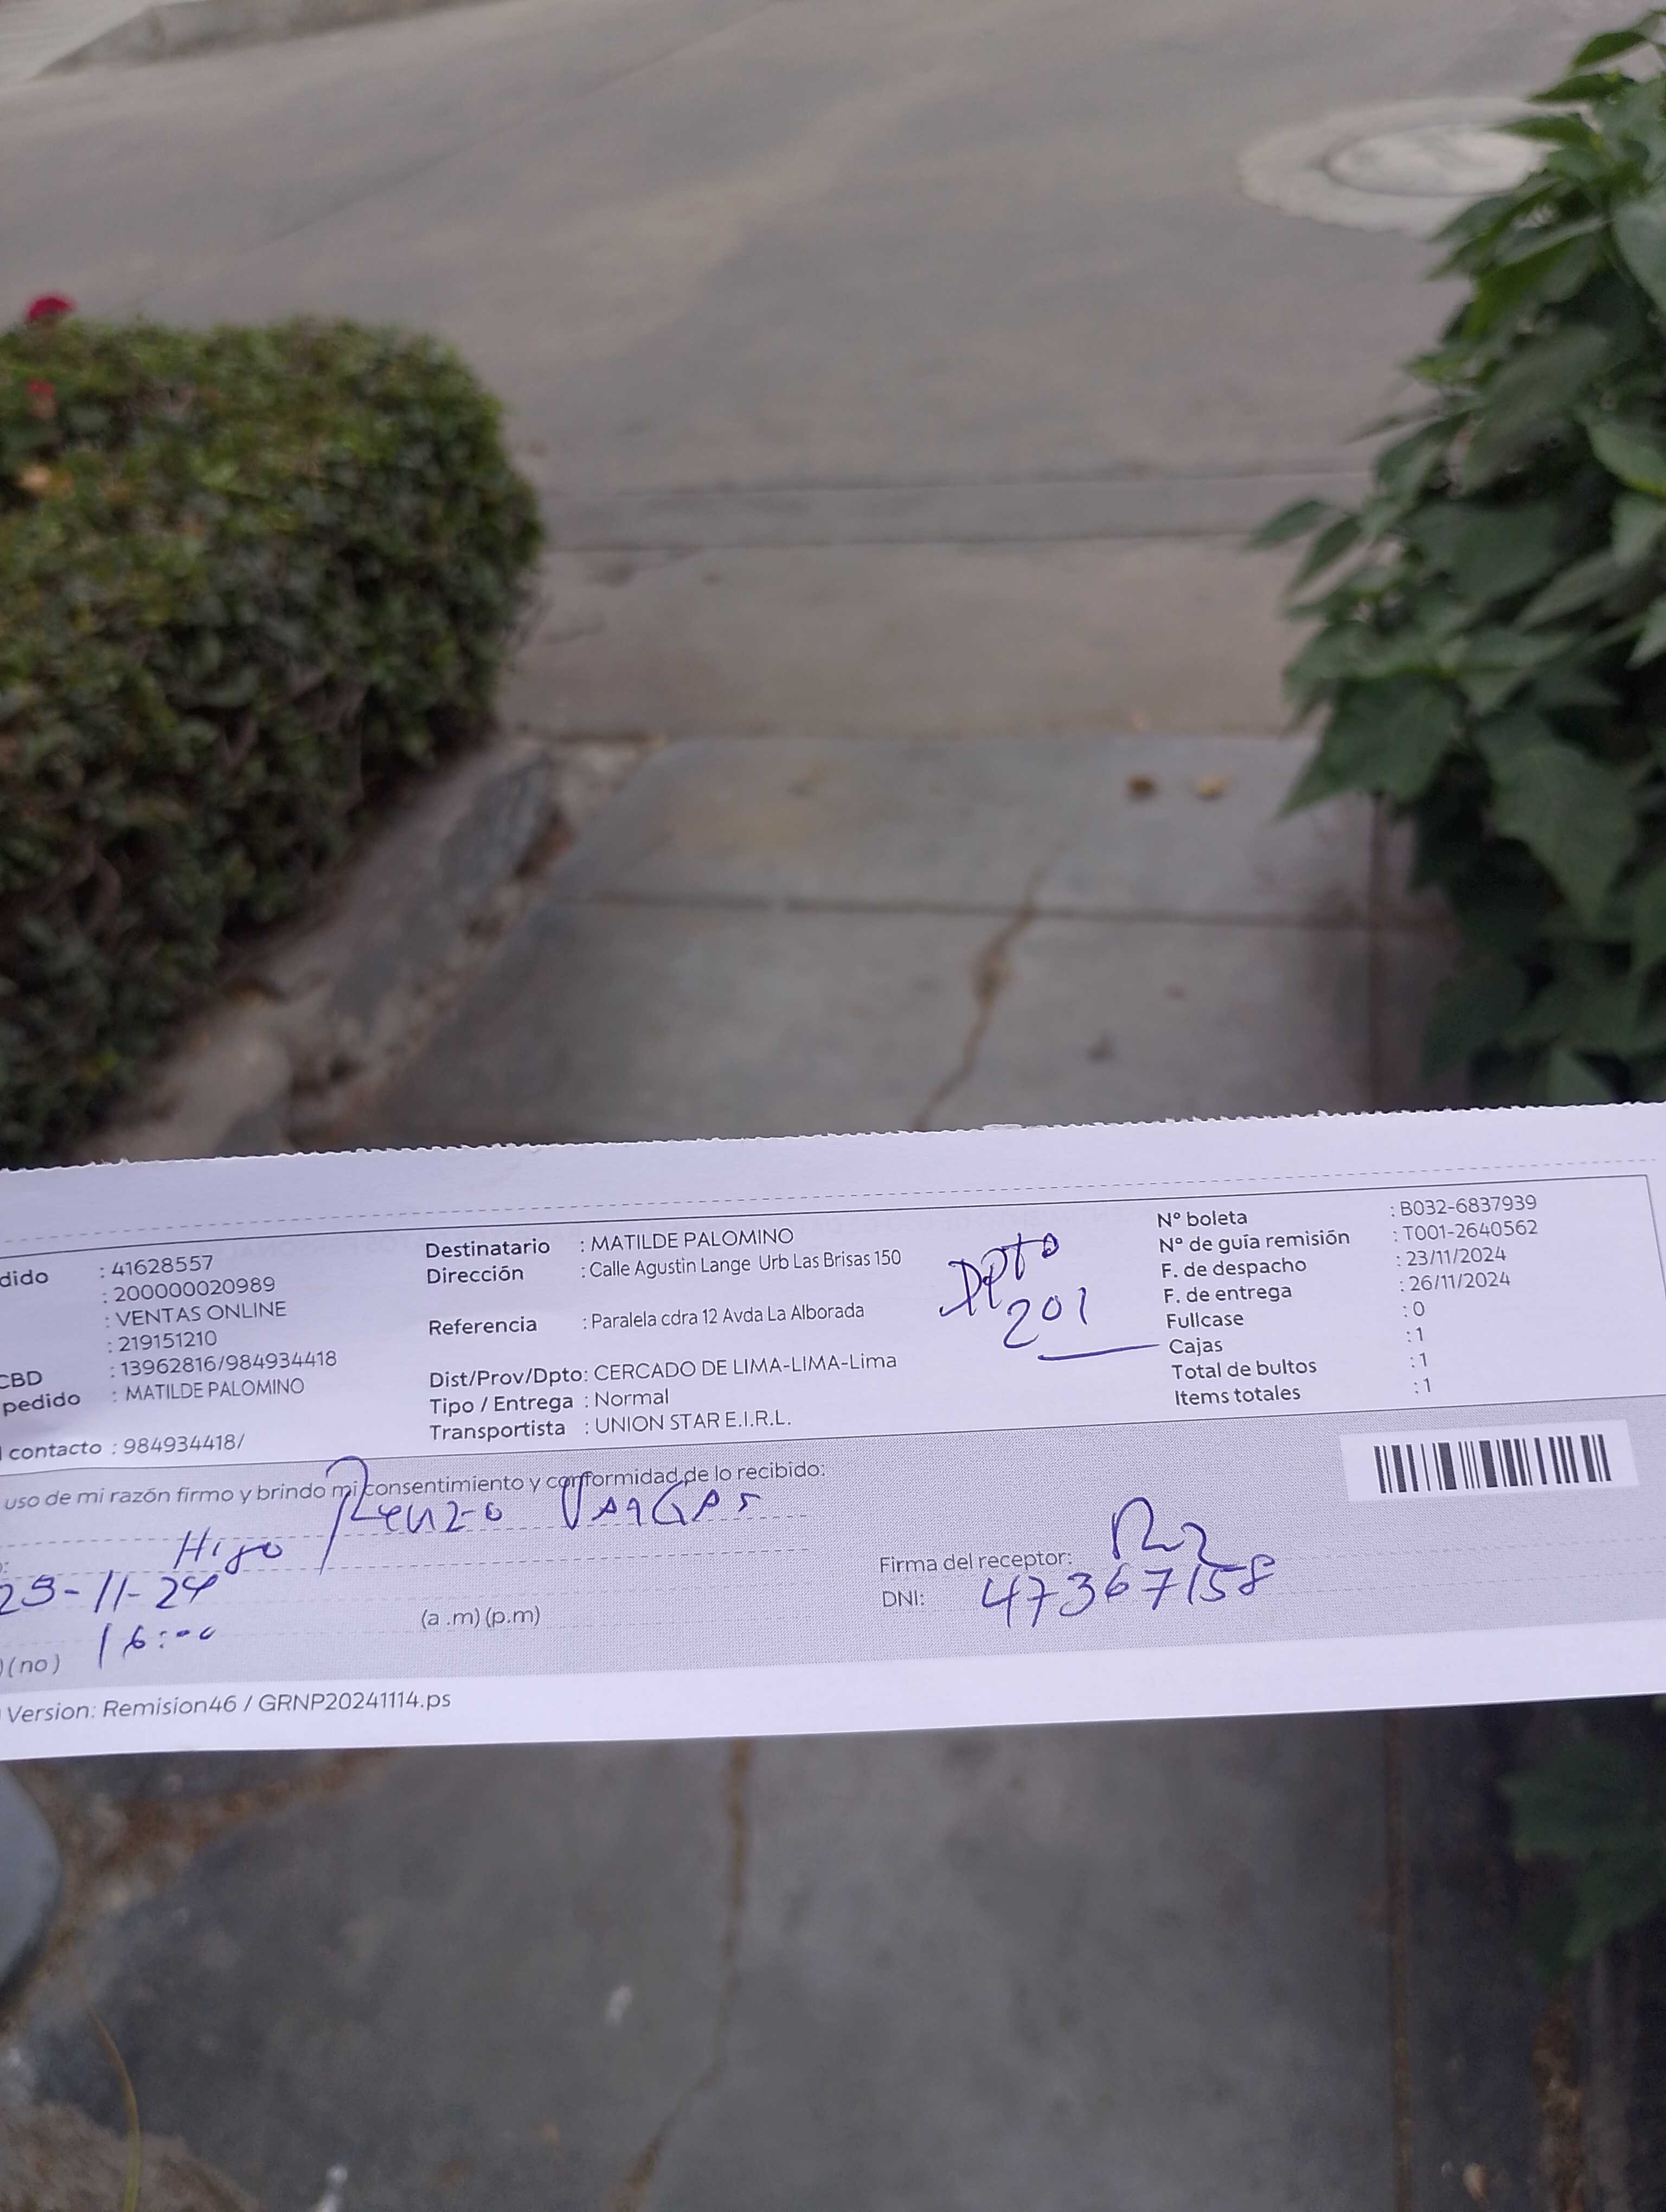 dido : 41628557
: 200000020989
: VENTAS ONLINE
: 219151210
CBD : 13962816/984934418
pedido : MATILDE PALOMINO
contacto : 984934418/
Destinatario : MATILDE PALOMINO
Dirección : Calle Agustin Lange Urb Las Brisas 150
Referencia : Paralela cdra 12 Avda La Alborada
Dist/Prov/Dpto: CERCADO DE LIMA-LIMA-Lima
Tipo / Entrega : Normal
Transportista : UNION STAR E.I.R.L.
Dpto
201
N° boleta : B032-6837939
N° de guía remisión : T001-2640562
F. de despacho : 23/11/2024
F. de entrega : 26/11/2024
Fullcase : 0
Cajas : 1
Total de bultos : 1
Items totales : 1
uso de mi razón firmo y brindo mi consentimiento y conformidad de lo recibido:
Renzo Vargas
Hijo
25-11-24
16:00 (a .m) (p.m)
)(no)
Firma del receptor:
DNI: 47367158
Version: Remision46 / GRNP20241114.ps